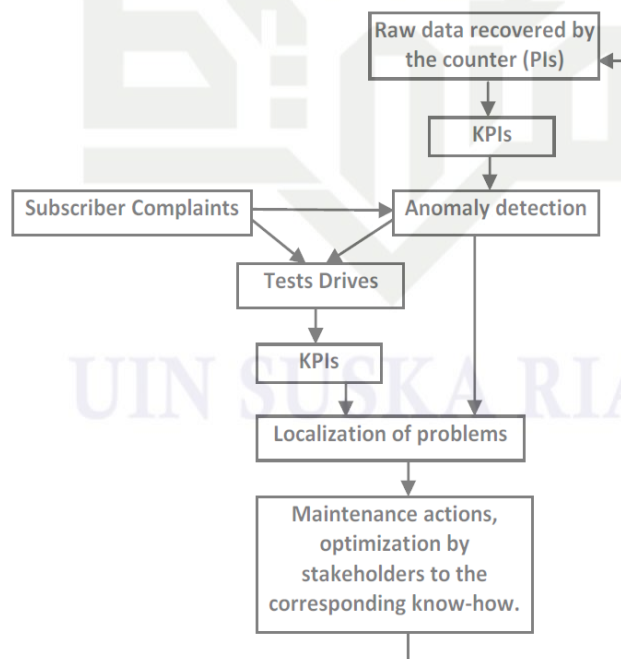 Raw data recovered by
the counter (PIs)
KPIs
Subscriber Complaints
Anomaly detection
Tests Drives
KPIs
UIN SUSKA RIA
Localization of problems
Maintenance actions,
optimization by
stakeholders to the
corresponding know-how.